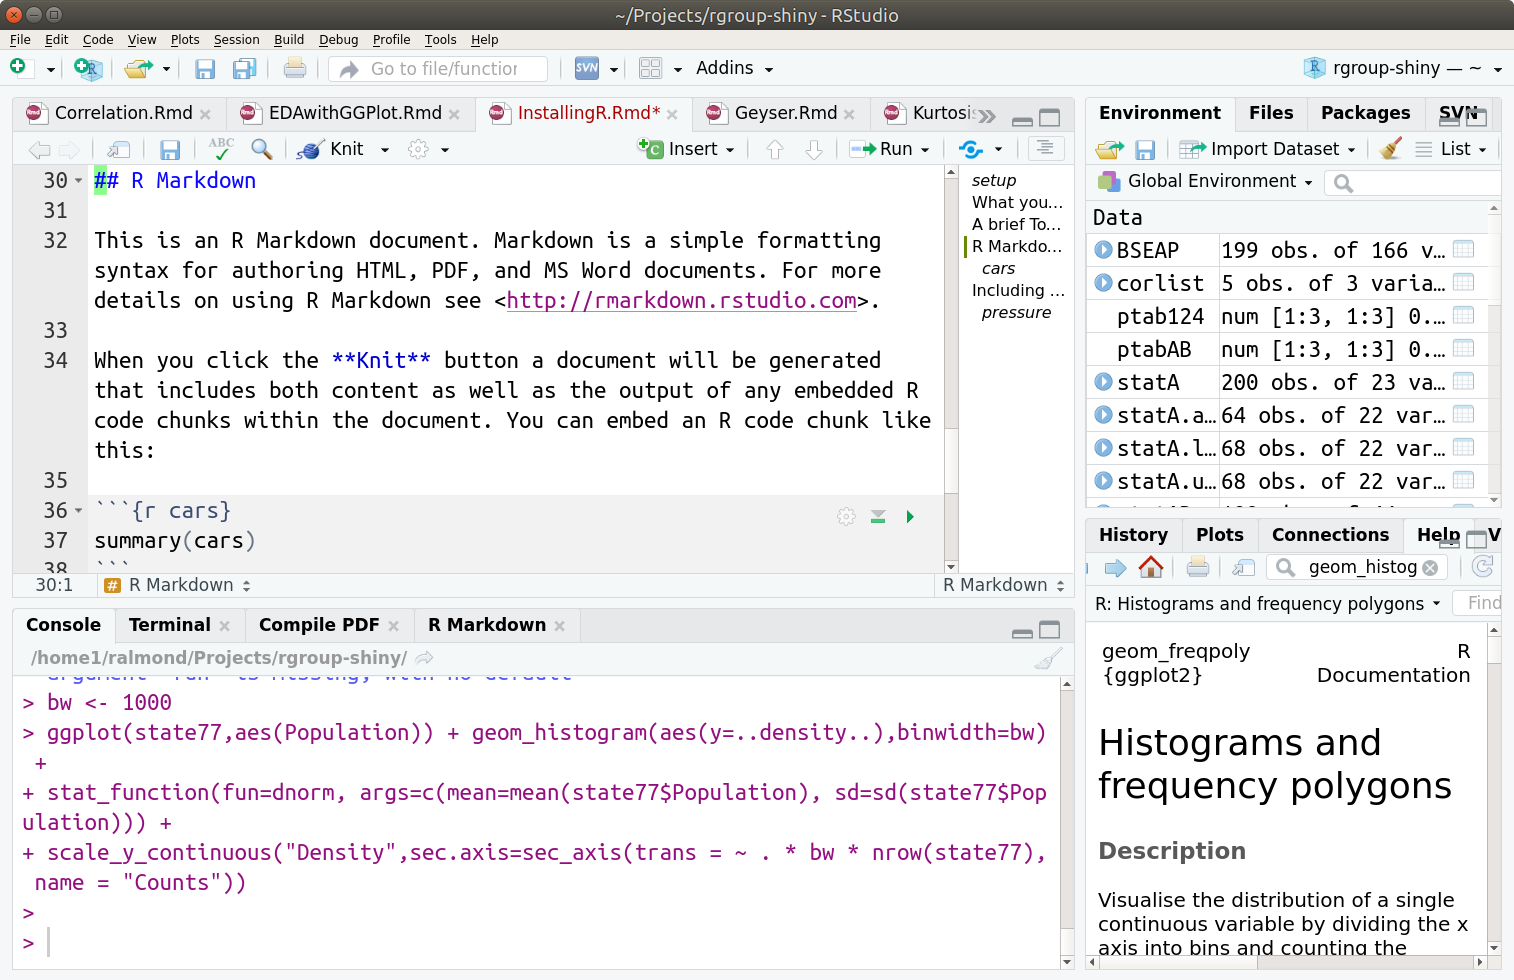 ~/Projects/rgroup-shiny - RStudio
File Edit Code View Plots Session Build Debug Profile Tools Help
Go to file/function
SVN
Addins
rgroup-shiny — ~
Correlation.Rmd
EDAwithGGPlot.Rmd
InstallingR.Rmd*
Geyser.Rmd
Kurtosis
ABC
Knit
Insert
Run
30 ## R Markdown
31
32 This is an R Markdown document. Markdown is a simple formatting
syntax for authoring HTML, PDF, and MS Word documents. For more
details on using R Markdown see <http://rmarkdown.rstudio.com>.
33
34 When you click the **Knit** button a document will be generated
that includes both content as well as the output of any embedded R
code chunks within the document. You can embed an R code chunk like
this:
35
36 ```{r cars}
37 summary(cars)
38 ```
setup
What you...
A brief To...
R Markdo...
cars
Including ...
pressure
30:1
R Markdown
R Markdown
Console
Terminal
Compile PDF
R Markdown
/home1/ralmond/Projects/rgroup-shiny/
argument "fun" is missing, with no default
> bw <- 1000
> ggplot(state77,aes(Population)) + geom_histogram(aes(y=..density..),binwidth=bw)
+
+ stat_function(fun=dnorm, args=c(mean=mean(state77$Population), sd=sd(state77$Pop
ulation))) +
+ scale_y_continuous("Density",sec.axis=sec_axis(trans = ~ . * bw * nrow(state77),
name = "Counts"))
>
>
Environment
Files
Packages
SVN
Import Dataset
List
Global Environment
Data
BSEAP 199 obs. of 166 v...
corlist 5 obs. of 3 varia...
ptab124 num [1:3, 1:3] 0....
ptabAB num [1:3, 1:3] 0....
statA 200 obs. of 23 va...
statA.a... 64 obs. of 22 var...
statA.l... 68 obs. of 22 var...
statA.u... 68 obs. of 22 var...
History
Plots
Connections
Help
V
geom_histog
R: Histograms and frequency polygons
Find
geom_freqpoly R
{ggplot2} Documentation
Histograms and
frequency polygons
Description
Visualise the distribution of a single
continuous variable by dividing the x
axis into bins and counting the